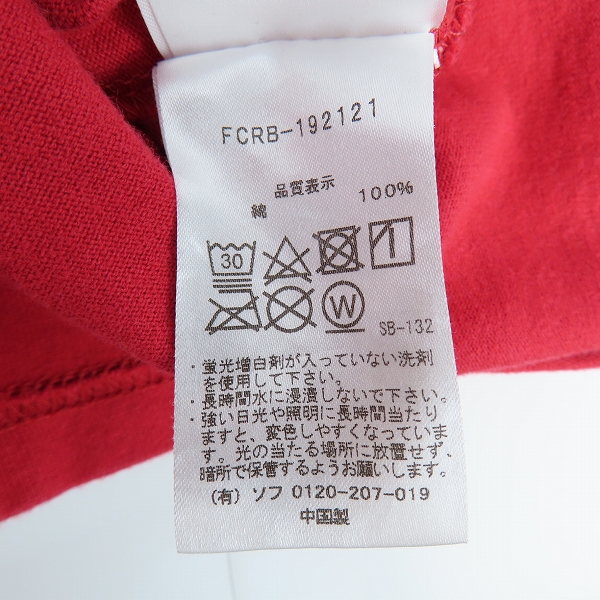 FCRB-192121
品質表示
綿 100%
30
W
SB-132
・蛍光増白剤が入っていない洗剤
を使用して下さい。
・長時間水に浸漬しないで下さい。
・強い日光や照明に長時間当たり
ますと、変色しやすくなっていま
す。光の当たる場所に放置せず、
暗所で保管するようお願いします。
(有) ソフ 0120-207-019
中国製